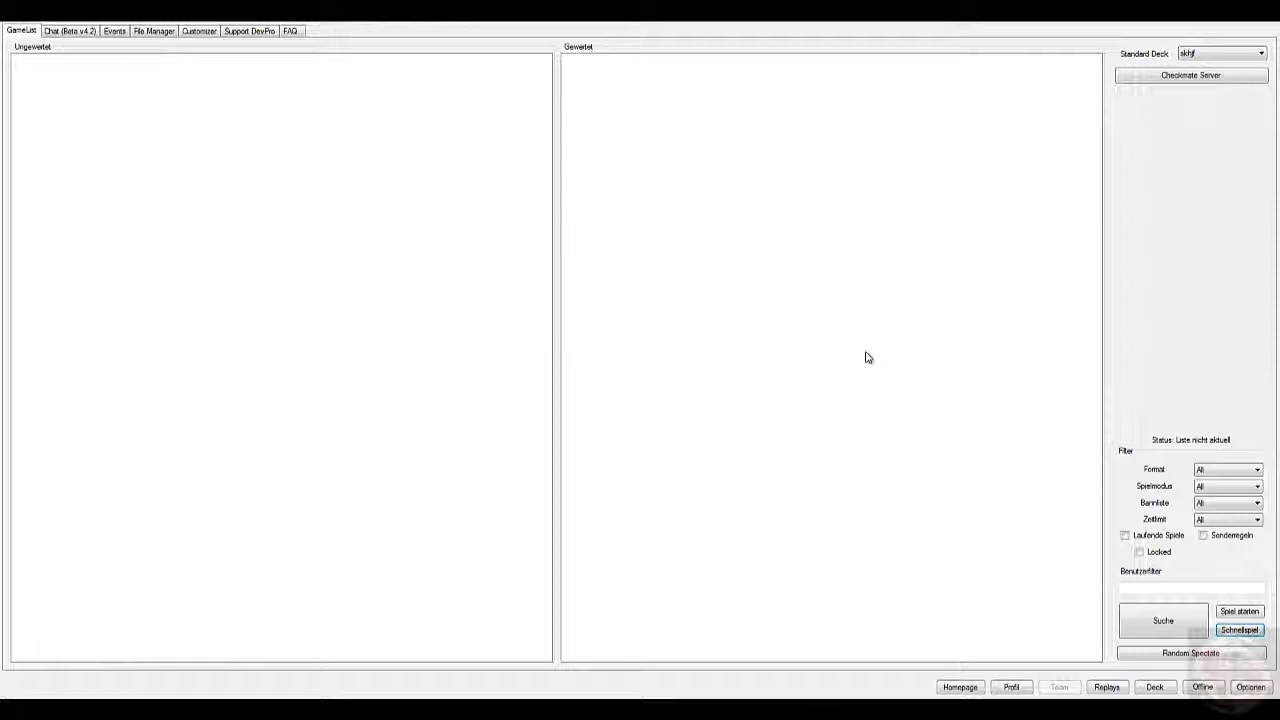 GameList Chat (Beta v4.2) Events File Manager Customizer Support DevPro FAQ
Ungewertet Gewertet Standard Deck skhjf
Checkmate Server
Status: Liste nicht aktuell
Filter
Format All
Spielmodus All
Bannliste All
Zeitlimit All
Laufende Spiele Sonderregeln
Locked
Benutzerfilter
Suche Spiel starten
Schnellspiel
Random Spectate
Homepage Profil Team Replays Deck Offline Optionen